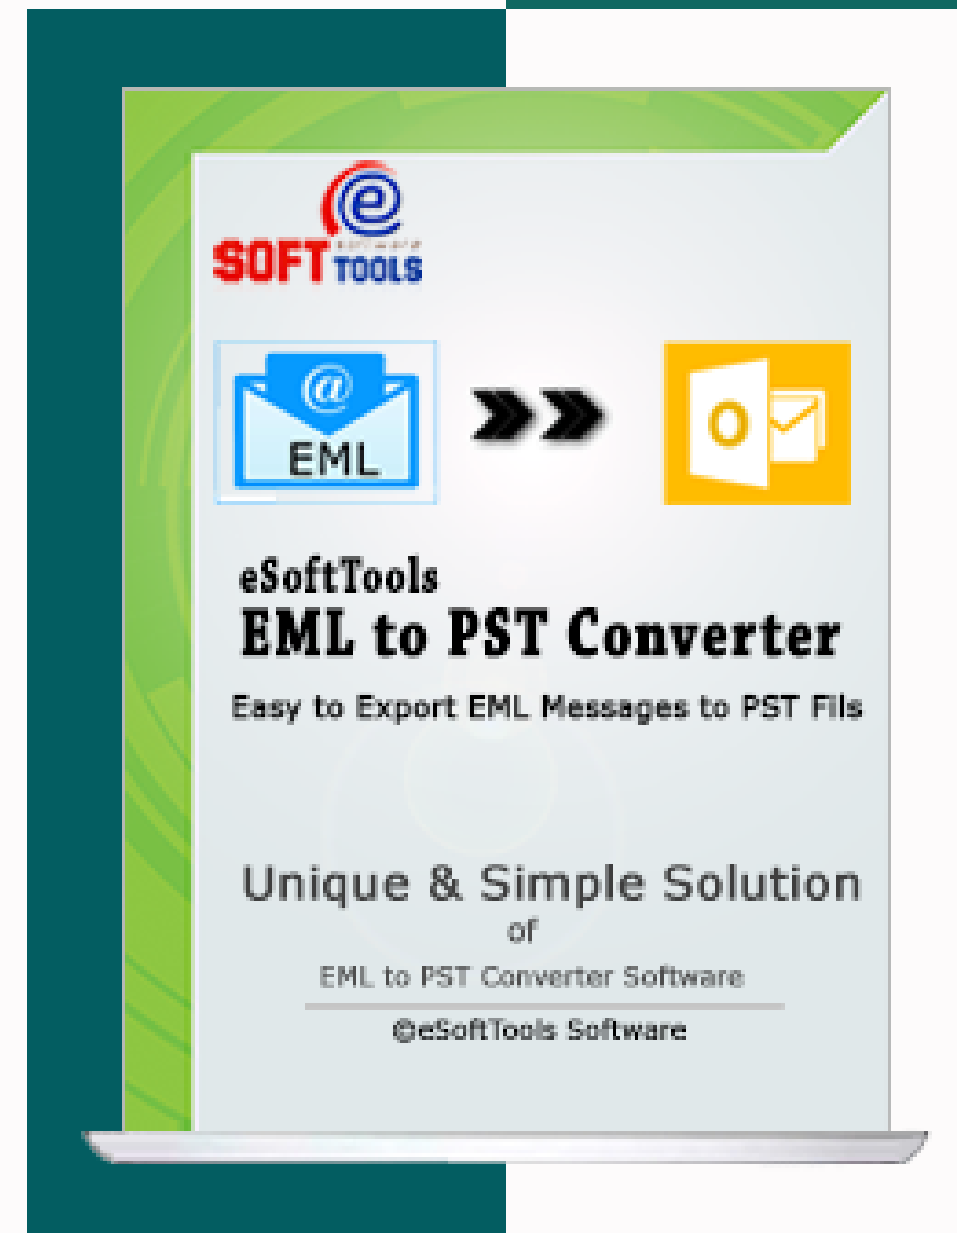 e
software
SOFT TOOLS
@
EML
O
eSoftTools
EML to PST Converter
Easy to Export EML Messages to PST Fils
Unique & Simple Solution
of
EML to PST Converter Software
©eSoftTools Software